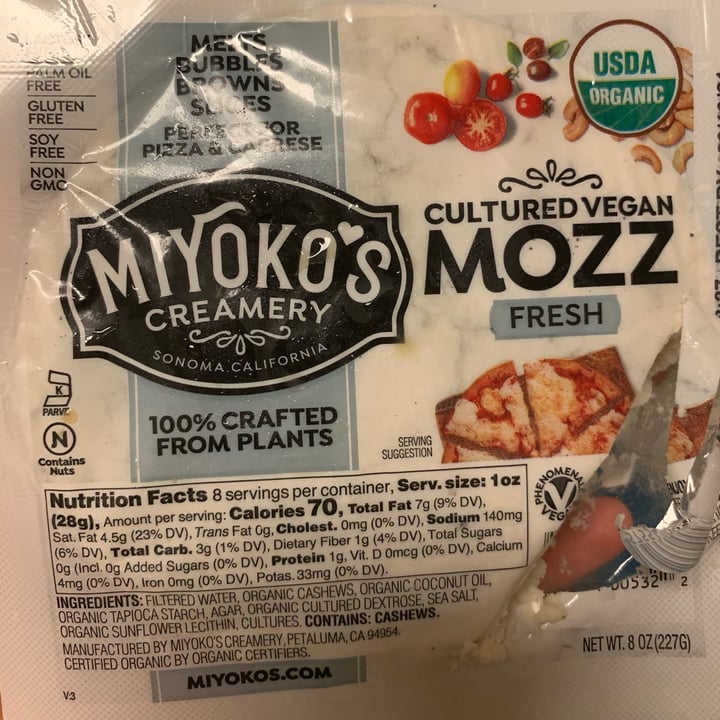 PALM OIL
FREE
GLUTEN
FREE
SOY
FREE
NON
GMO
MELTS
BUBBLES
BROWNS
SLICES
PERFECT FOR
PIZZA & CAPRESE
USDA
ORGANIC
MIYOKO'S
CREAMERY
SONOMA, CALIFORNIA
CULTURED VEGAN
MOZZ
FRESH
K
PARVE
N
Contains
Nuts
100% CRAFTED
FROM PLANTS
SERVING
SUGGESTION
PHENOMENALLY
VEGAN
Nutrition Facts 8 servings per container, Serv. size: 1 oz
(28g), Amount per serving: Calories 70, Total Fat 7g (9% DV),
Sat. Fat 4.5g (23% DV), Trans Fat 0g, Cholest. 0mg (0% DV), Sodium 140mg
(6% DV), Total Carb. 3g (1% DV), Dietary Fiber 1g (4% DV), Total Sugars
0g (Incl. 0g Added Sugars (0% DV), Protein 1g, Vit. D 0mcg (0% DV), Calcium
4mg (0% DV), Iron 0mg (0% DV), Potas. 33mg (0% DV).
INGREDIENTS: FILTERED WATER, ORGANIC CASHEWS, ORGANIC COCONUT OIL,
ORGANIC TAPIOCA STARCH, AGAR, ORGANIC CULTURED DEXTROSE, SEA SALT,
ORGANIC SUNFLOWER LECITHIN, CULTURES. CONTAINS: CASHEWS.
MANUFACTURED BY MIYOKO'S CREAMERY, PETALUMA, CA 94954.
CERTIFIED ORGANIC BY ORGANIC CERTIFIERS.
MIYOKOS.COM
00532 2
NET WT. 8 OZ (227G)
V.3